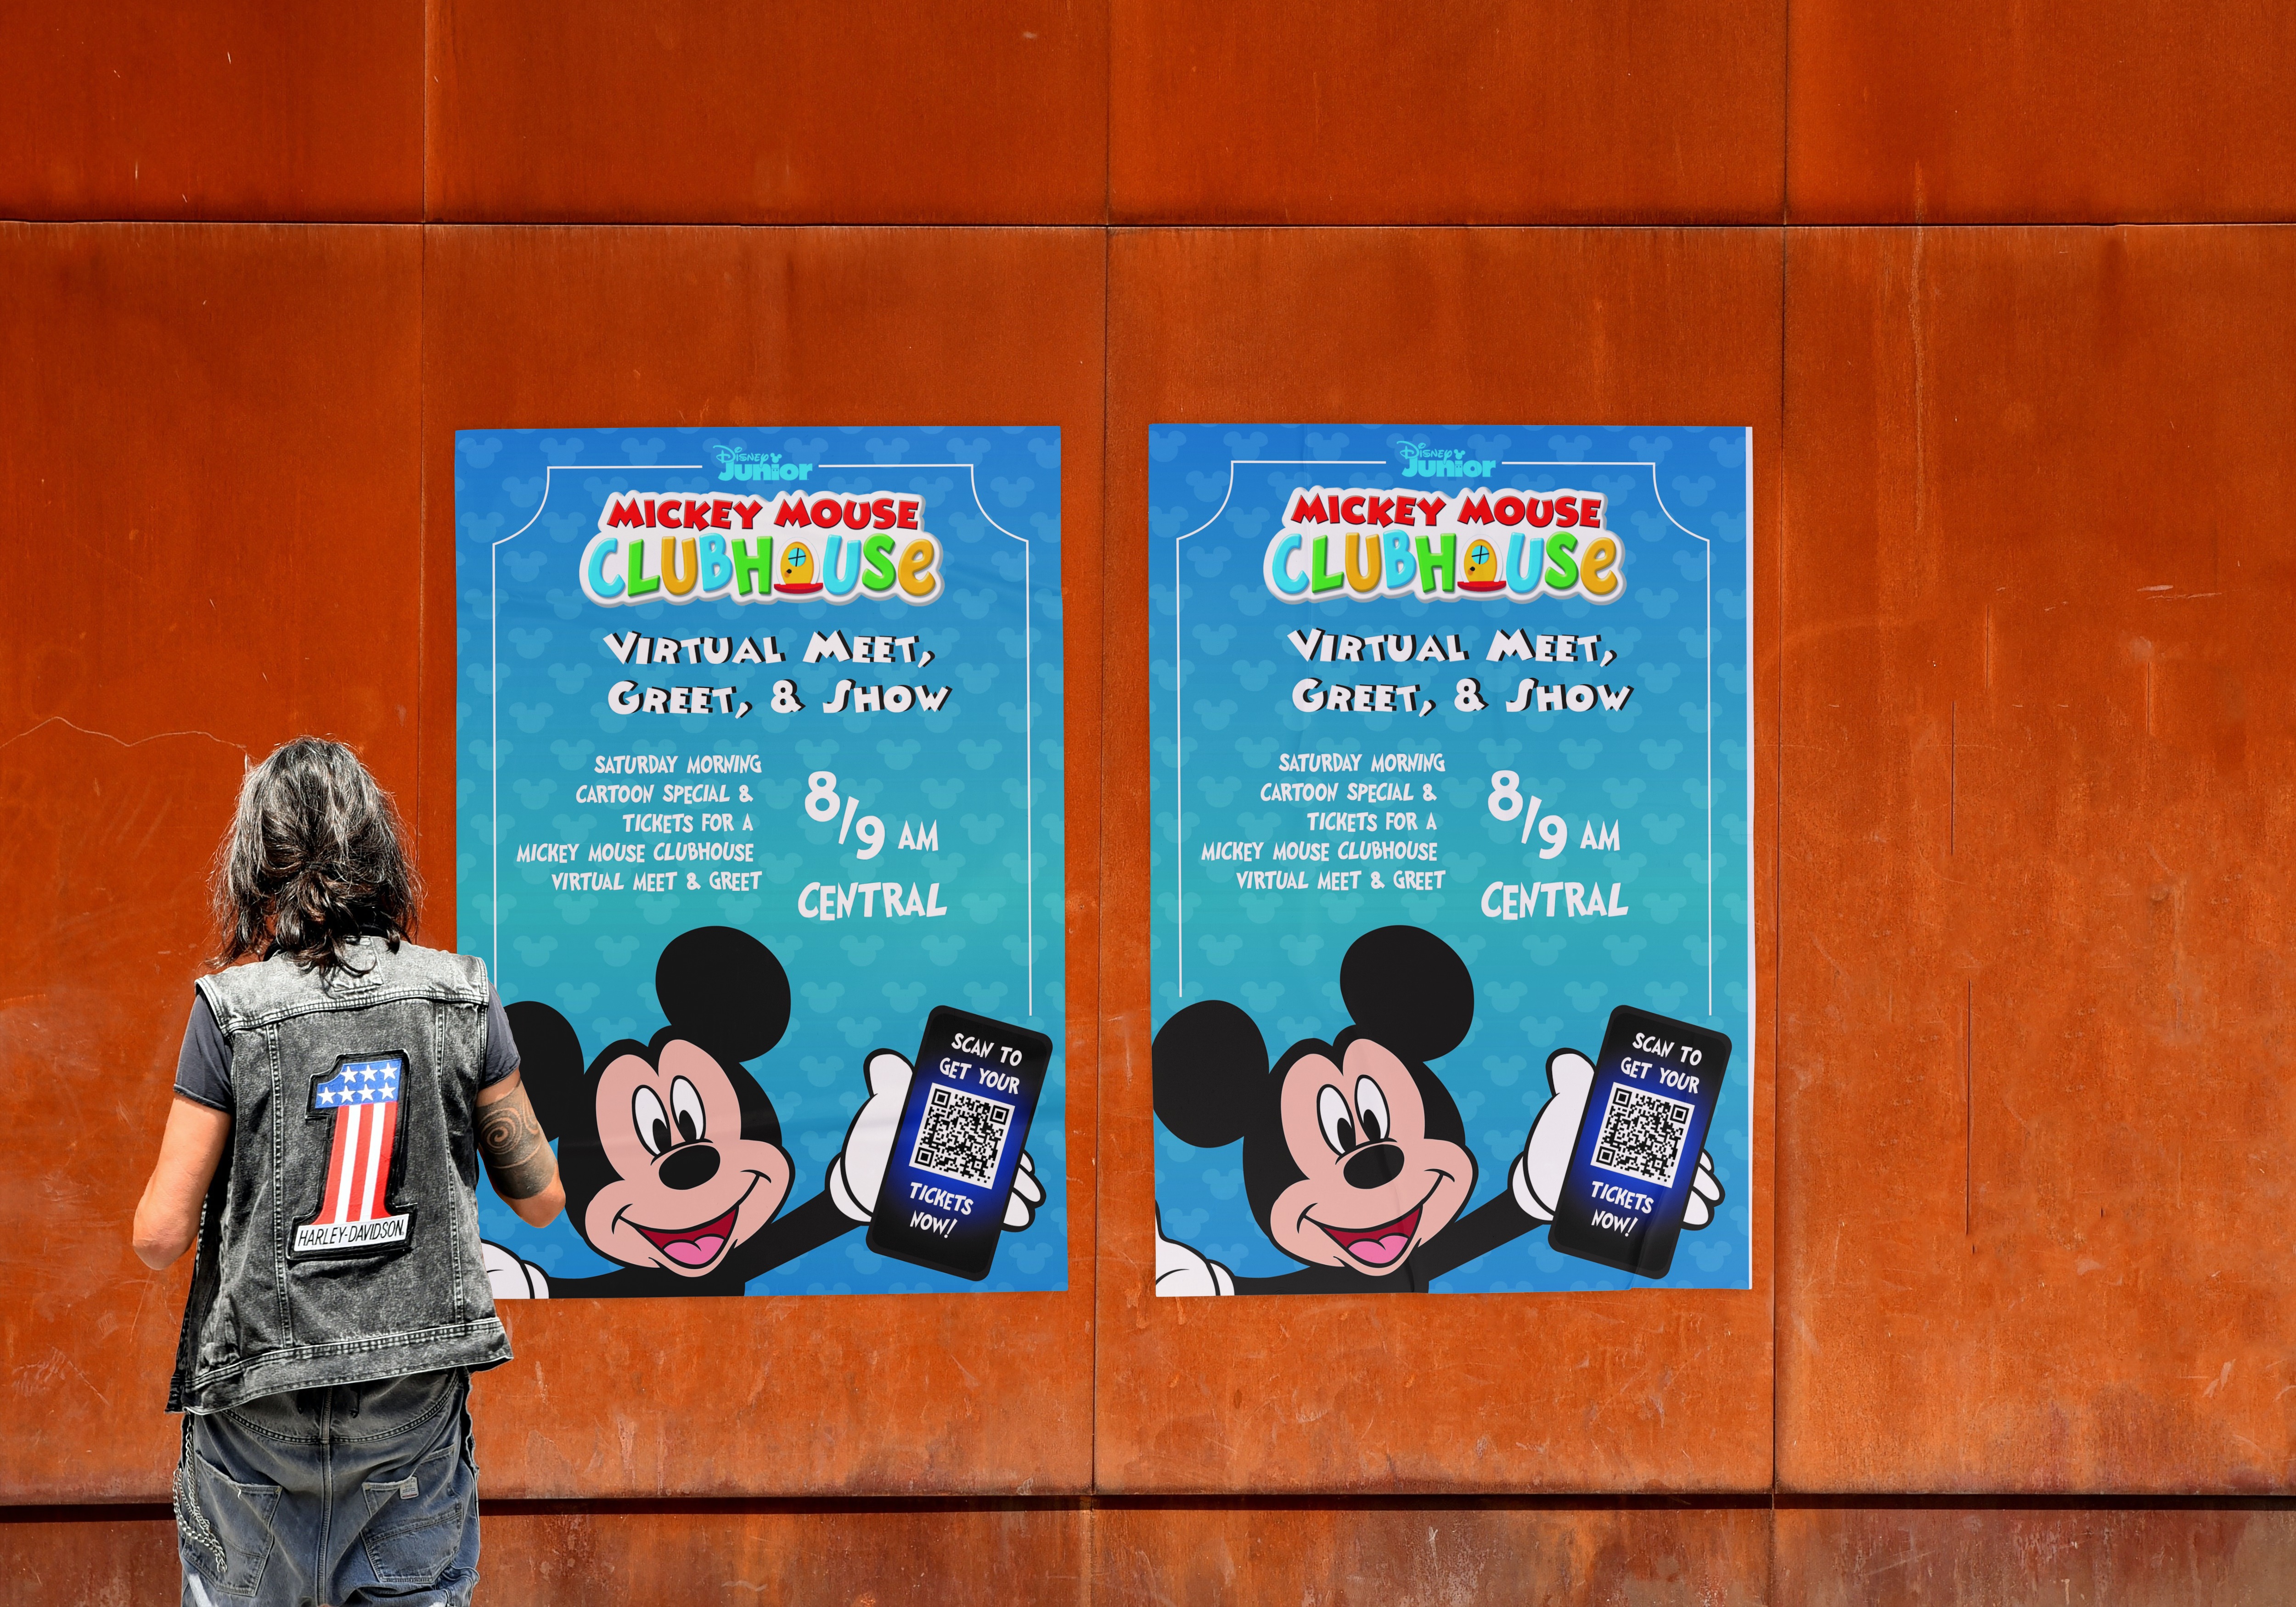 Disney
Junior
MICKEY MOUSE
CLUBHOUSE
VIRTUAL MEET,
GREET, & SHOW
SATURDAY MORNING
CARTOON SPECIAL &
TICKETS FOR A
MICKEY MOUSE CLUBHOUSE
VIRTUAL MEET & GREET
8/9 AM
CENTRAL
SCAN TO
GET YOUR
TICKETS
NOW!
Disney
Junior
MICKEY MOUSE
CLUBHOUSE
VIRTUAL MEET,
GREET, & SHOW
SATURDAY MORNING
CARTOON SPECIAL &
TICKETS FOR A
MICKEY MOUSE CLUBHOUSE
VIRTUAL MEET & GREET
8/9 AM
CENTRAL
SCAN TO
GET YOUR
TICKETS
NOW!
1
HARLEY-DAVIDSON